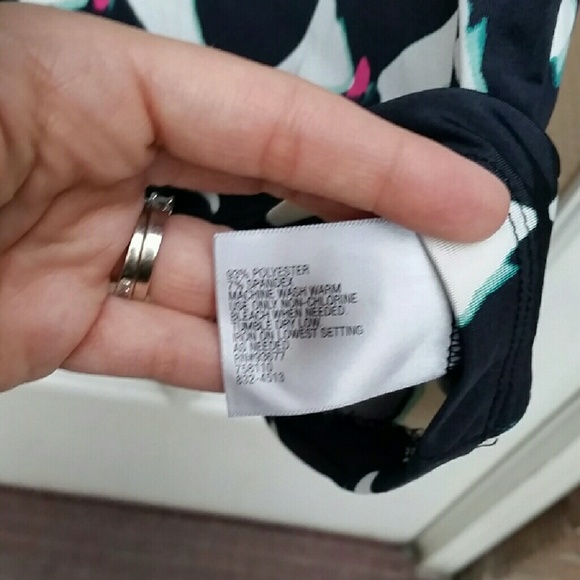 93% POLYESTER
7% SPANDEX
MACHINE WASH WARM
USE ONLY NON-CHLORINE
BLEACH WHEN NEEDED.
TUMBLE DRY LOW
IRON ON LOWEST SETTING
AS NEEDED
RN#93677
758110
832-4513